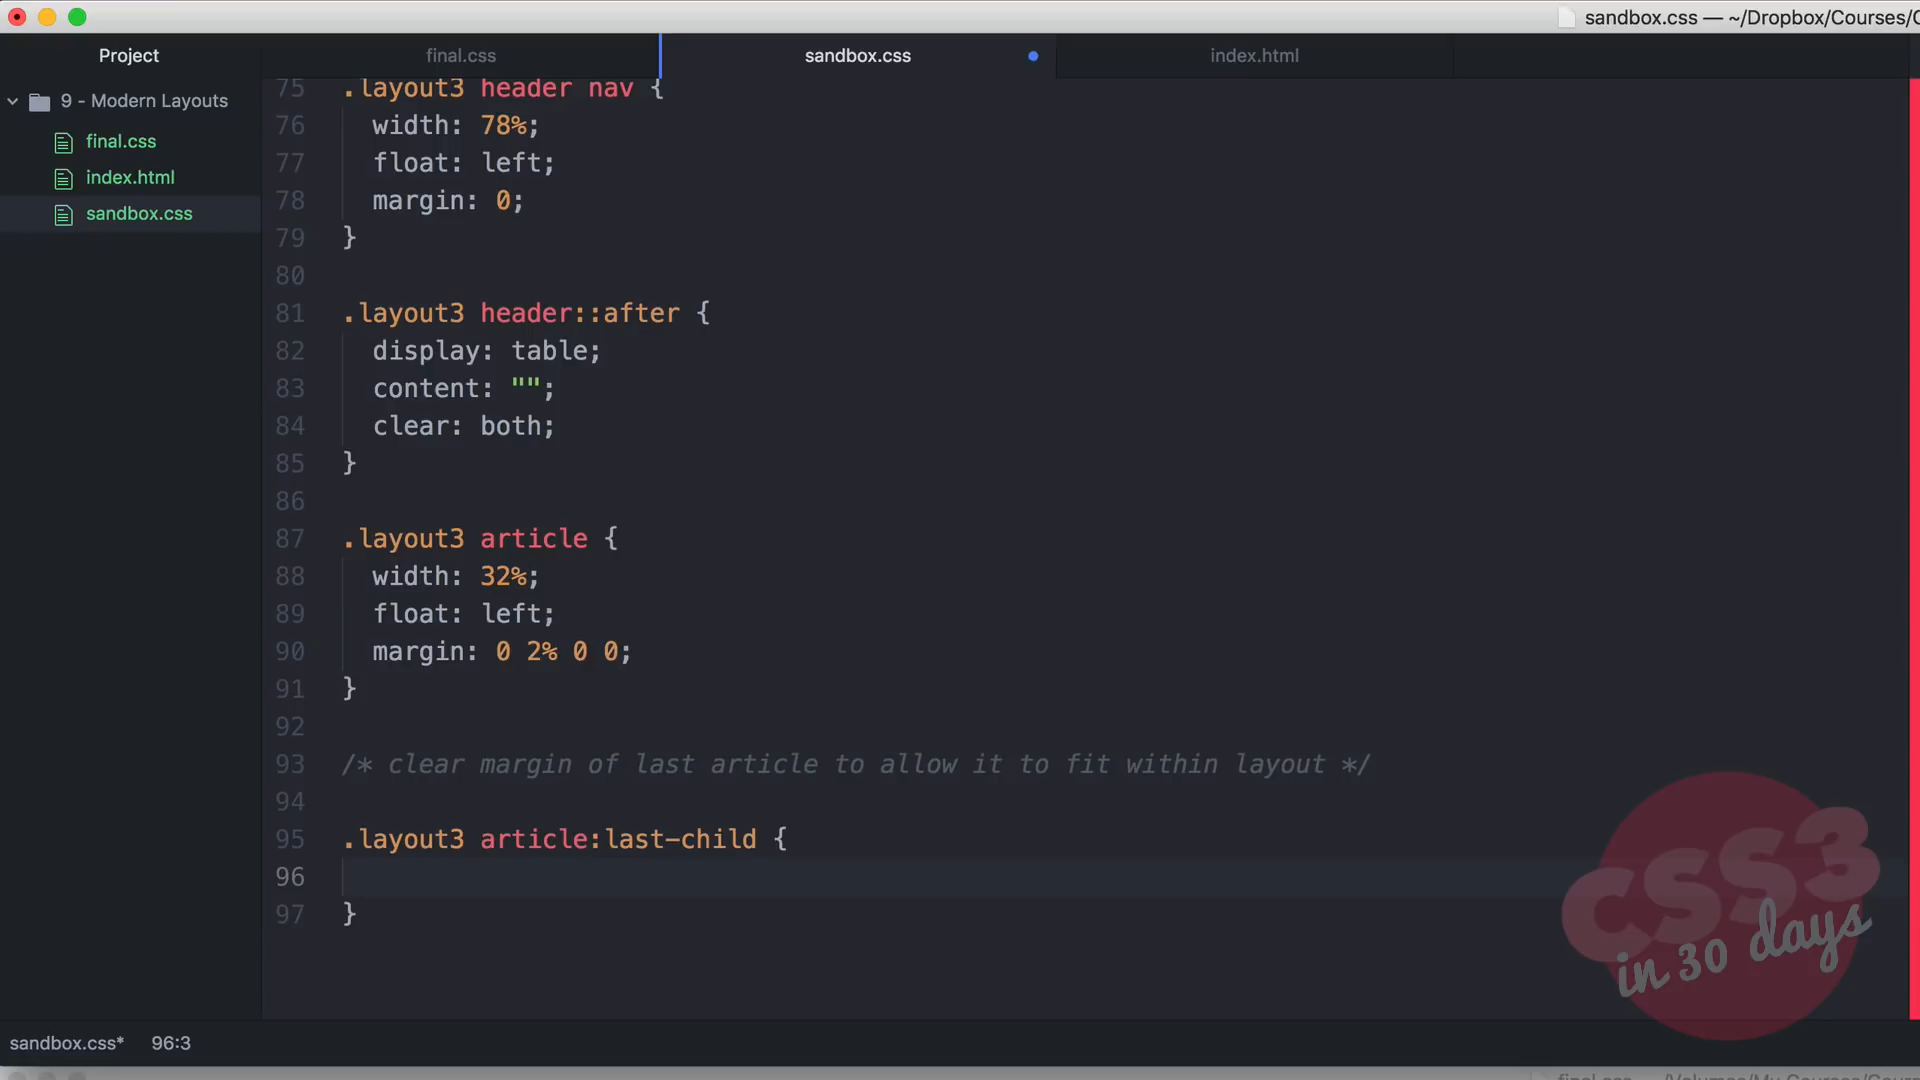 sandbox.css — ~/Dropbox/Courses/C
Project
final.css
sandbox.css
index.html
9 - Modern Layouts
final.css
index.html
sandbox.css
75 .layout3 header nav {
76 width: 78%;
77 float: left;
78 margin: 0;
79 }
80
81 .layout3 header::after {
82 display: table;
83 content: "";
84 clear: both;
85 }
86
87 .layout3 article {
88 width: 32%;
89 float: left;
90 margin: 0 2% 0 0;
91 }
92
93 /* clear margin of last article to allow it to fit within layout */
94
95 .layout3 article:last-child {
96
97 }
CSS3
in 30 days
sandbox.css* 96:3